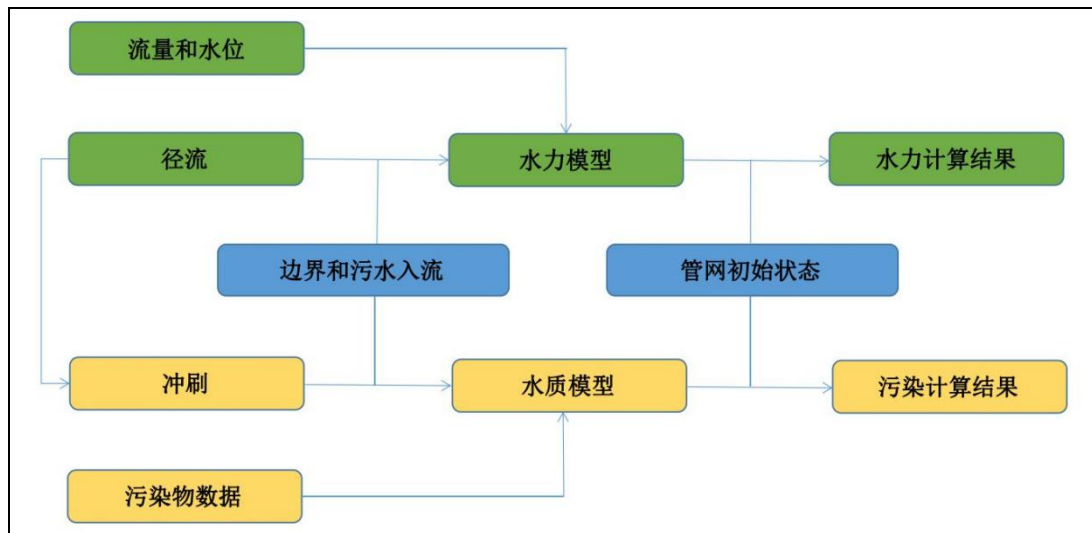 流量和水位
径流
水力模型
水力计算结果
边界和污水入流
管网初始状态
冲刷
水质模型
污染计算结果
污染物数据